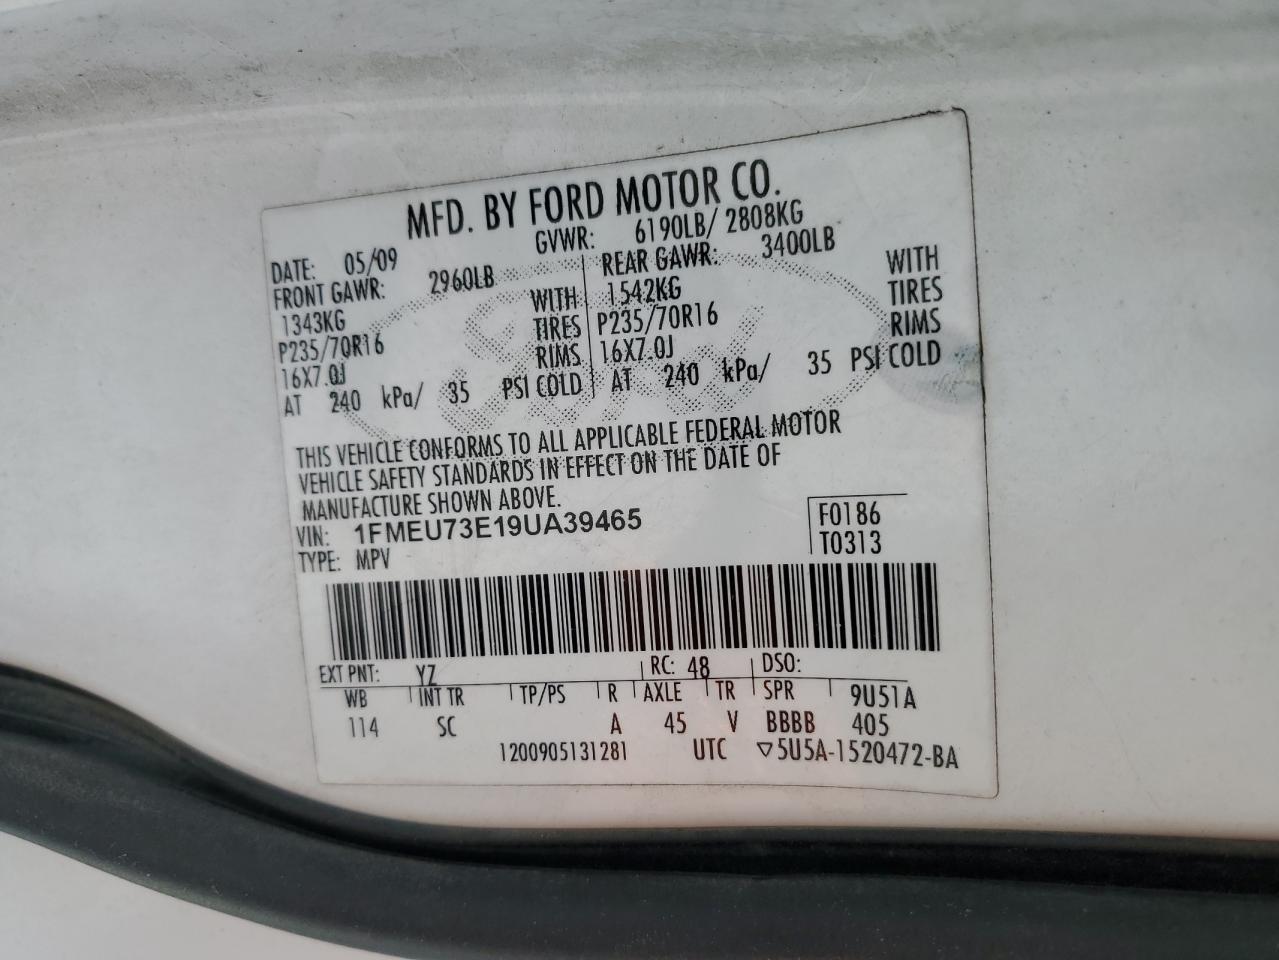 MFD. BY FORD MOTOR CO.
DATE: 05/09 GVWR: 6190LB/ 2808KG
FRONT GAWR: 2960LB REAR GAWR: 3400LB
1343KG WITH 1542KG WITH
P235/70R16 TIRES P235/70R16 TIRES
16X7.0J RIMS 16X7.0J RIMS
AT 240 kPa/ 35 PSI COLD AT 240 kPa/ 35 PSI COLD
THIS VEHICLE CONFORMS TO ALL APPLICABLE FEDERAL MOTOR
VEHICLE SAFETY STANDARDS IN EFFECT ON THE DATE OF
MANUFACTURE SHOWN ABOVE.
VIN: 1FMEU73E19UA39465 F0186
TYPE: MPV T0313
EXT PNT: YZ RC: 48 DSO:
WB INT TR TP/PS R AXLE TR SPR 9U51A
114 SC A 45 V BBBB 405
1200905131281 UTC ▽5U5A-1520472-BA